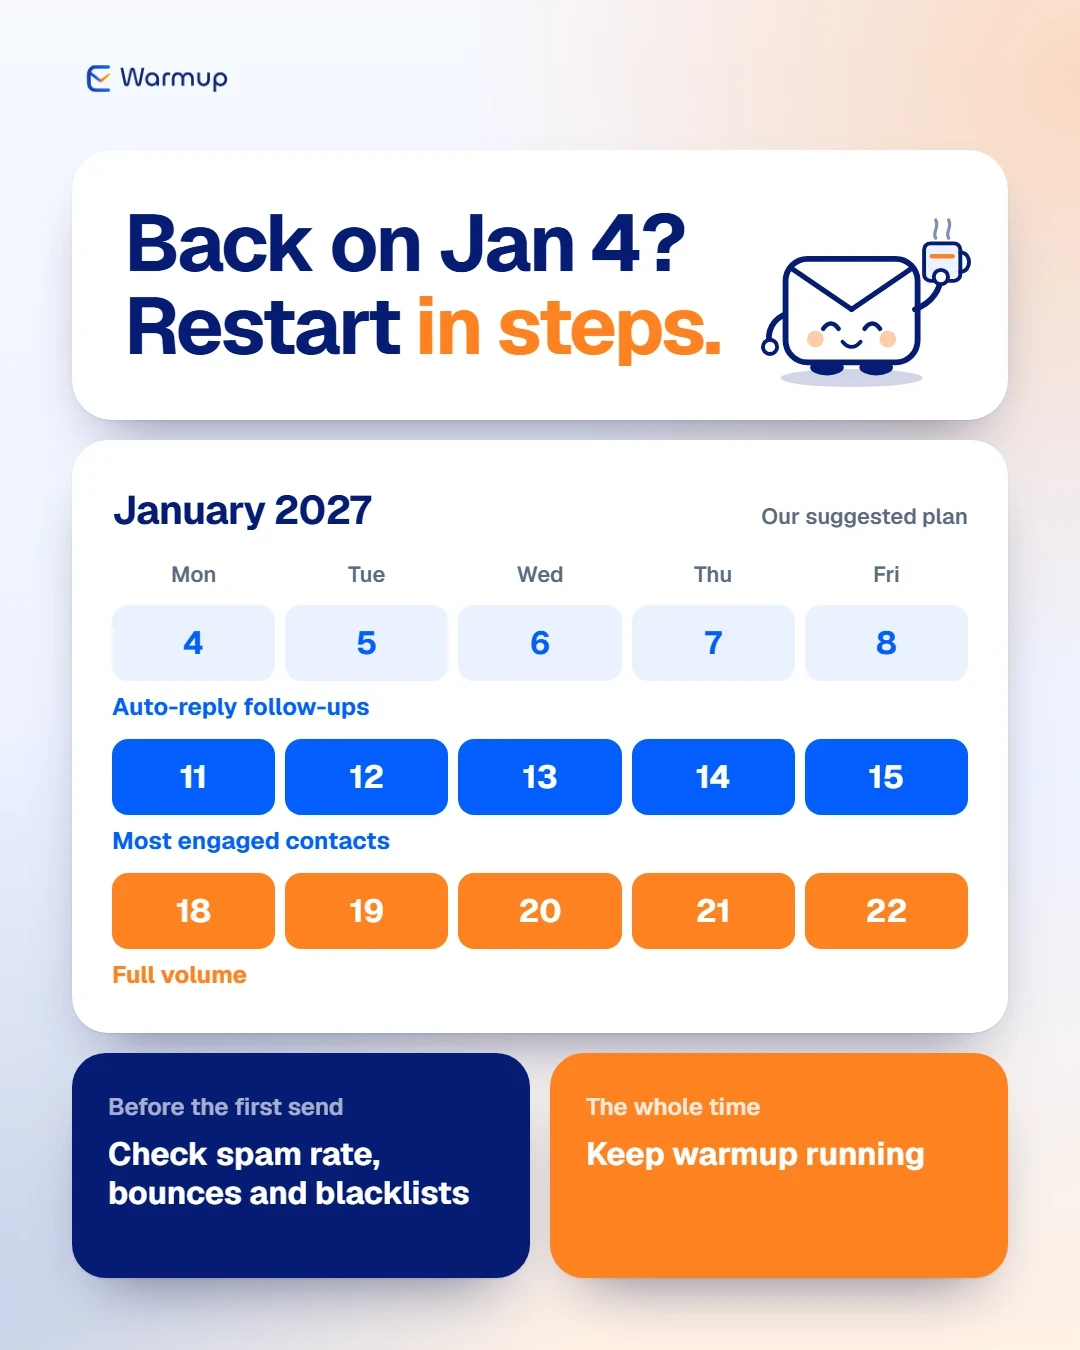 Warmup
Back on Jan 4?
Restart in steps.
January 2027
Our suggested plan
Mon Tue Wed Thu Fri
4 5 6 7 8
Auto-reply follow-ups
11 12 13 14 15
Most engaged contacts
18 19 20 21 22
Full volume
Before the first send
Check spam rate,
bounces and blacklists
The whole time
Keep warmup running